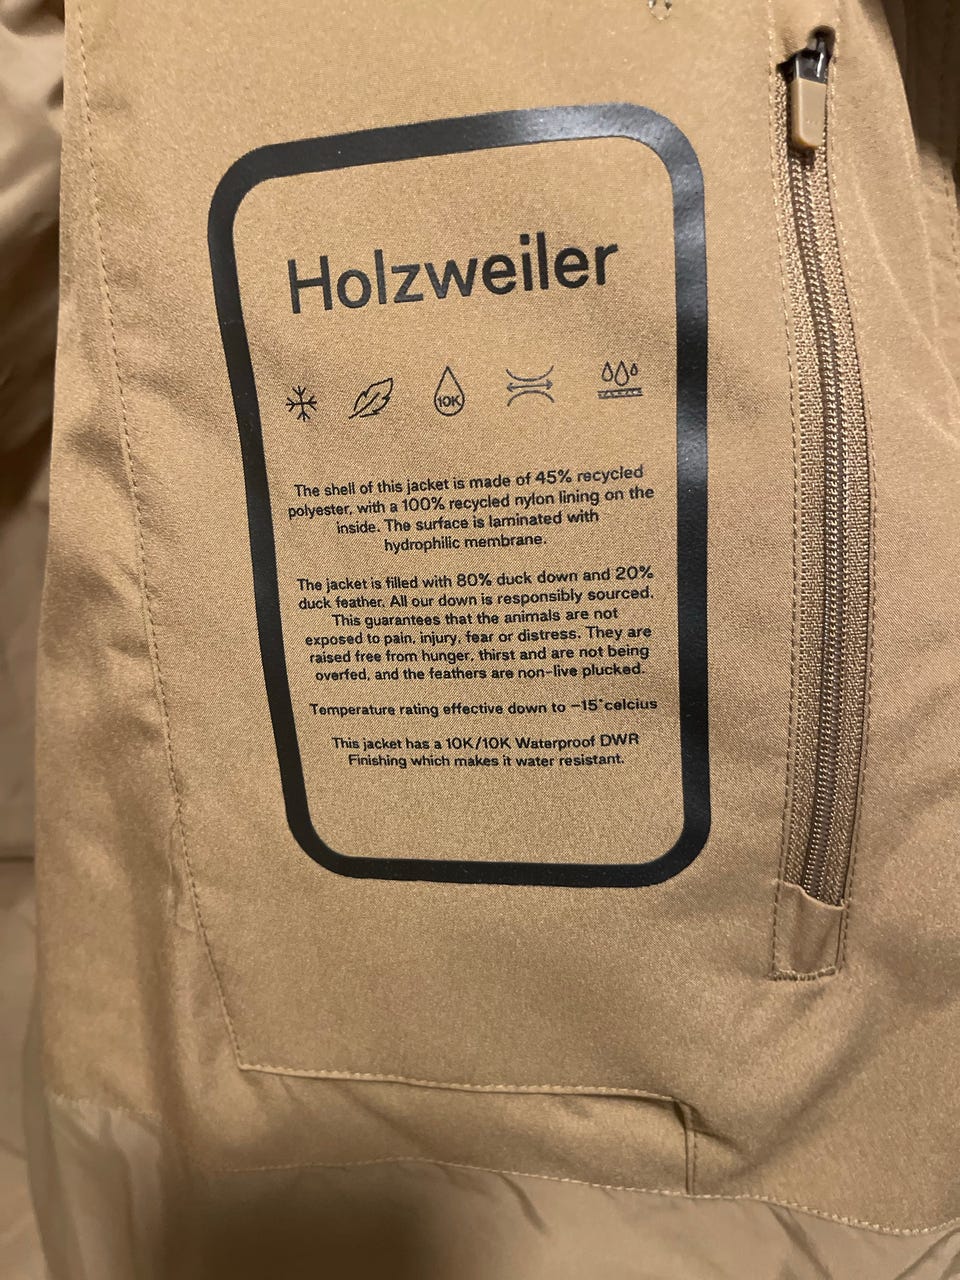 Holzweiler
10K
The shell of this jacket is made of 45% recycled
polyester, with a 100% recycled nylon lining on the
inside. The surface is laminated with
hydrophilic membrane.
The jacket is filled with 80% duck down and 20%
duck feather. All our down is responsibly sourced.
This guarantees that the animals are not
exposed to pain, injury, fear or distress. They are
raised free from hunger, thirst and are not being
overfed, and the feathers are non-live plucked.
Temperature rating effective down to -15°celcius
This jacket has a 10K/10K Waterproof DWR
Finishing which makes it water resistant.